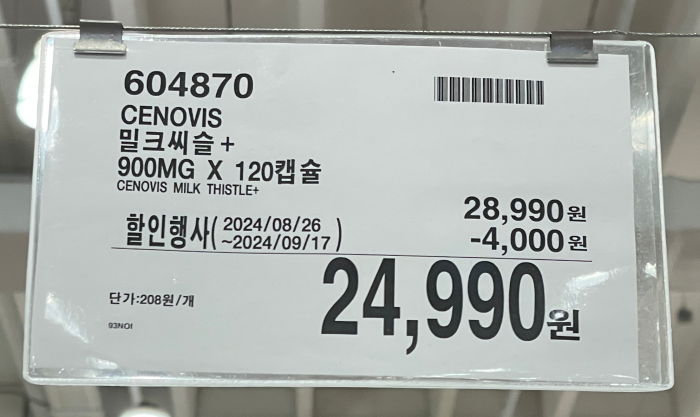 604870
CENOVIS
밀크씨슬+
900MG X 120캡슐
CENOVIS MILK THISTLE+
28,990원
할인행사( 2024/08/26
~2024/09/17 )
-4,000원
24,990원
단가:208원/개
93NOI